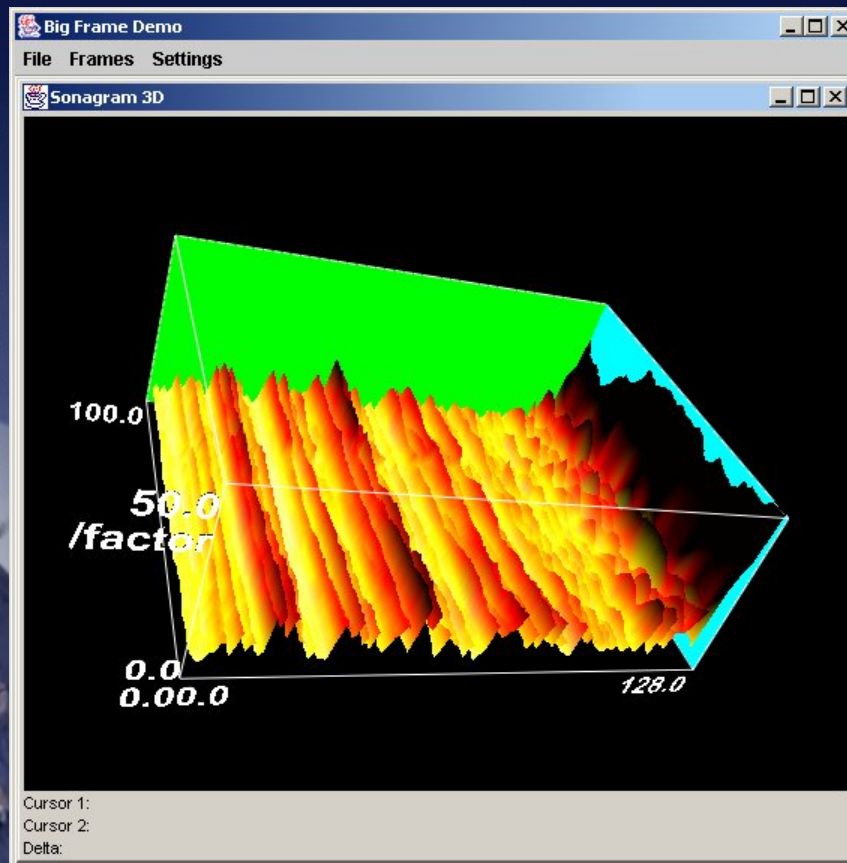 Big Frame Demo
File Frames Settings
Sonagram 3D
100.0
50.0
/factor
0.0
0.00.0
128.0
Cursor 1:
Cursor 2:
Delta: